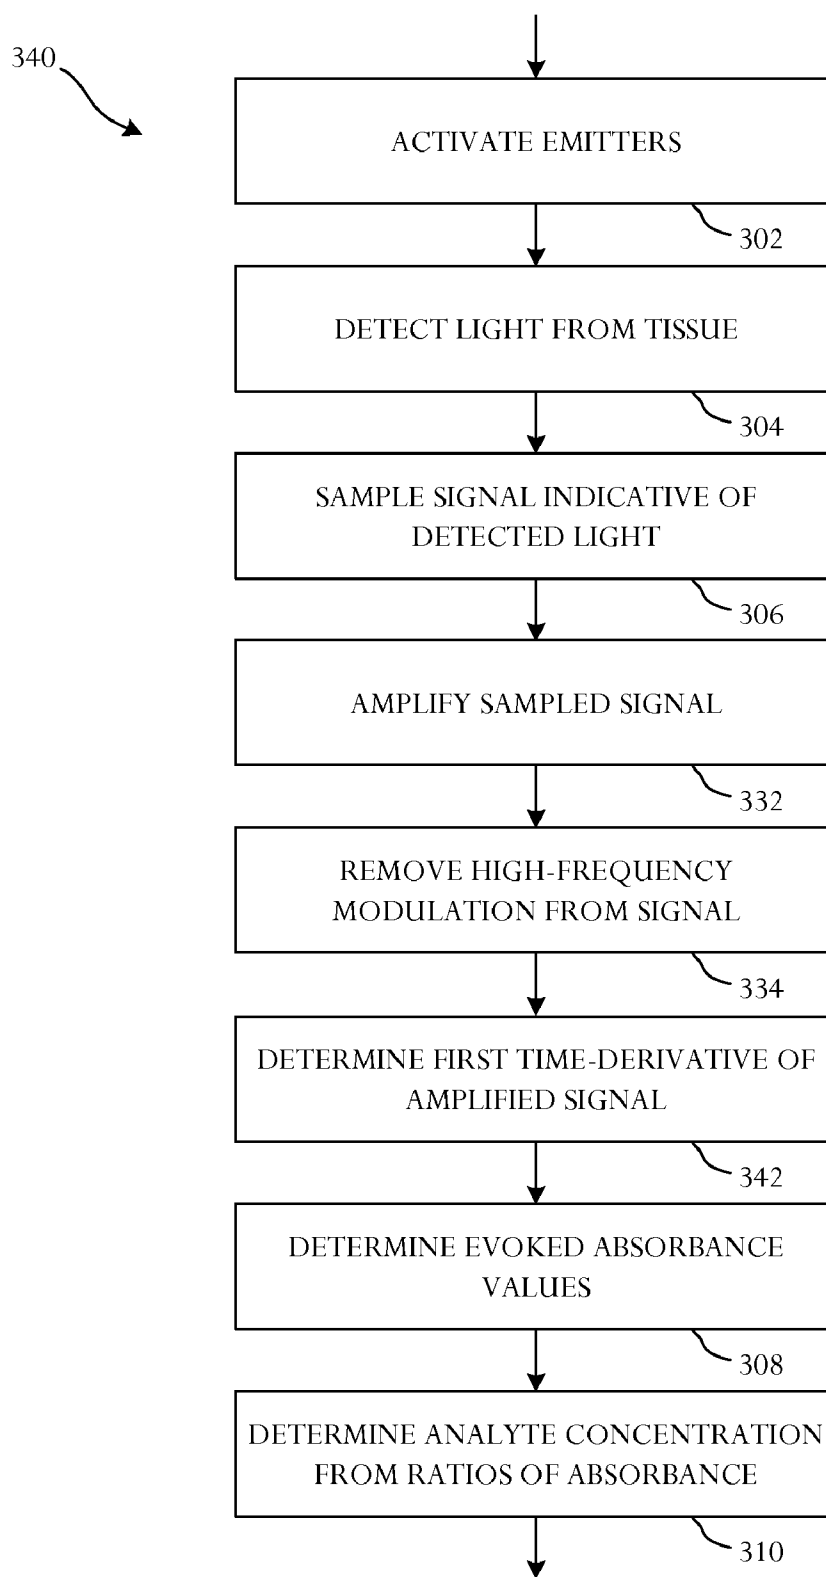 340
ACTIVATE EMITTERS
302
DETECT LIGHT FROM TISSUE
304
SAMPLE SIGNAL INDICATIVE OF
DETECTED LIGHT
306
AMPLIFY SAMPLED SIGNAL
332
REMOVE HIGH-FREQUENCY
MODULATION FROM SIGNAL
334
DETERMINE FIRST TIME-DERIVATIVE OF
AMPLIFIED SIGNAL
342
DETERMINE EVOKED ABSORBANCE
VALUES
308
DETERMINE ANALYTE CONCENTRATION
FROM RATIOS OF ABSORBANCE
310